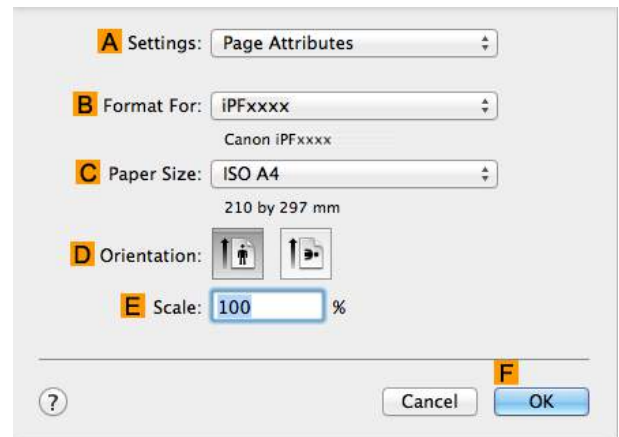 A Settings: Page Attributes
B Format For: iPFxxxx
Canon iPFxxxx
C Paper Size: ISO A4
210 by 297 mm
D Orientation:
E Scale: 100 %
F
? Cancel OK